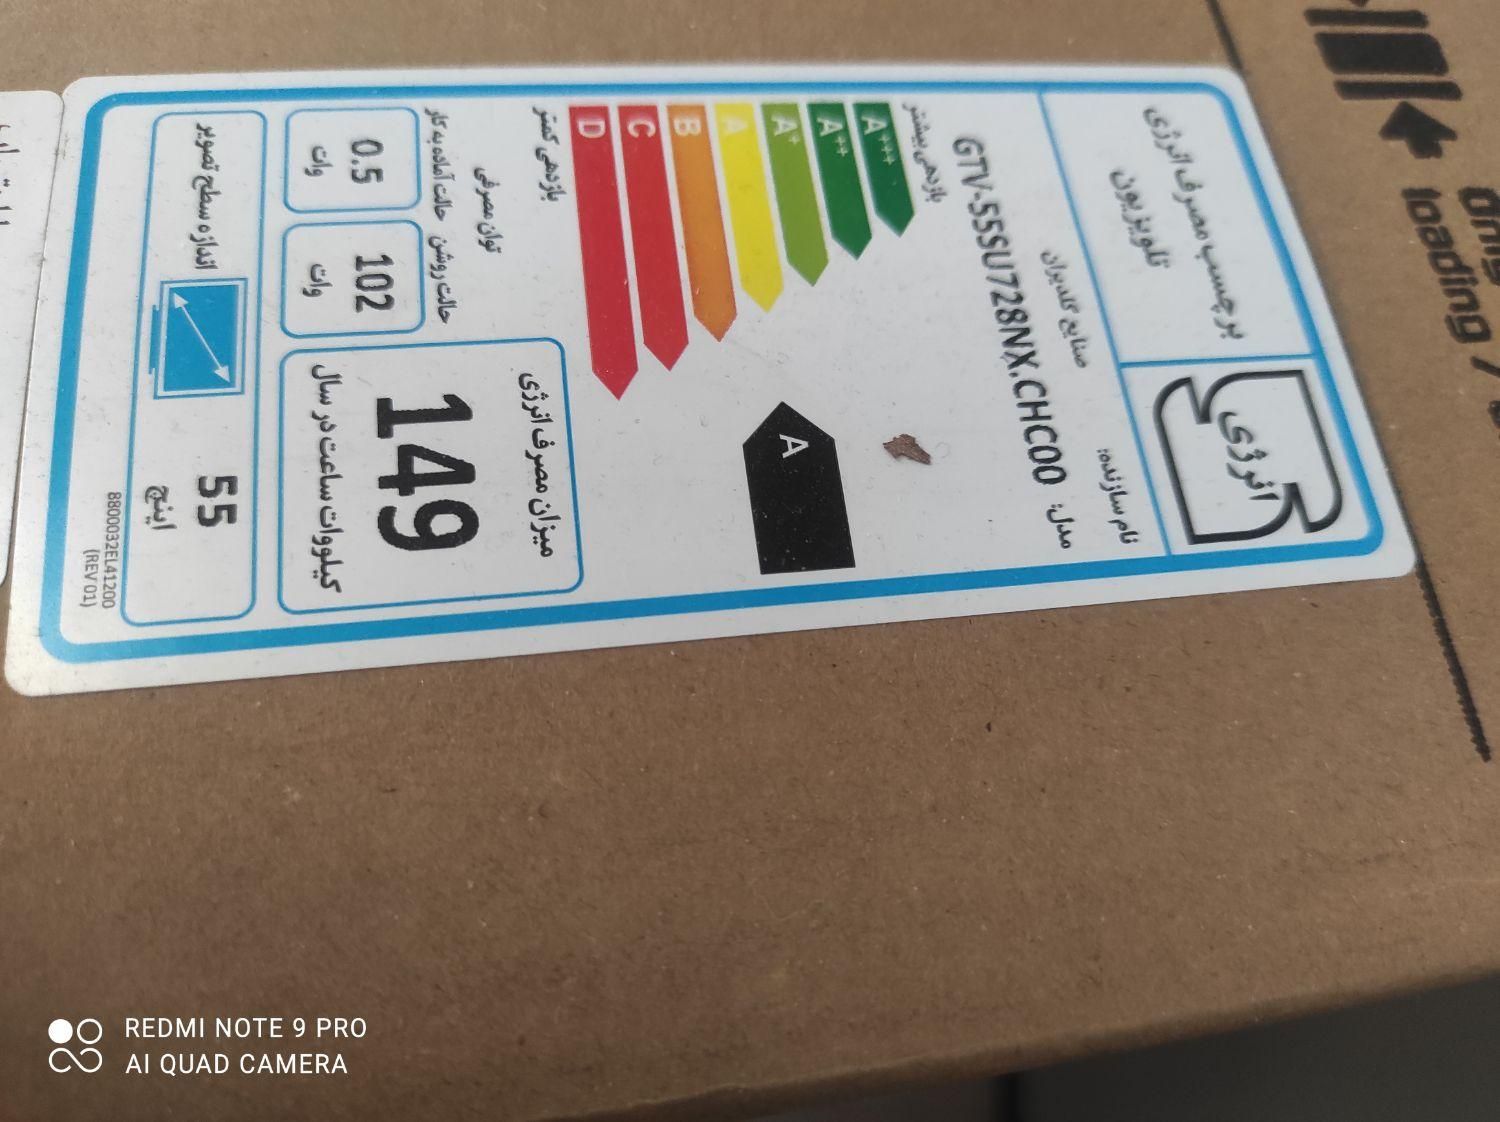 برچسب مصرف انرژی
تلویزیون
انرژی
نام سازنده:
صنایع گلدیران
مدل:
GTV-55SU728NX.CHC00
بازدهی بیشتر
A+++
A++
A+
A
B
C
D
A
بازدهی کمتر
میزان مصرف انرژی
149
کیلووات ساعت در سال
توان مصرفی
حالت آماده به کار
0.5
وات
حالت روشن
102
وات
اندازه سطح تصویر
55
اینچ
8800032EL41200
(REV 01)
loading /
REDMI NOTE 9 PRO
AI QUAD CAMERA